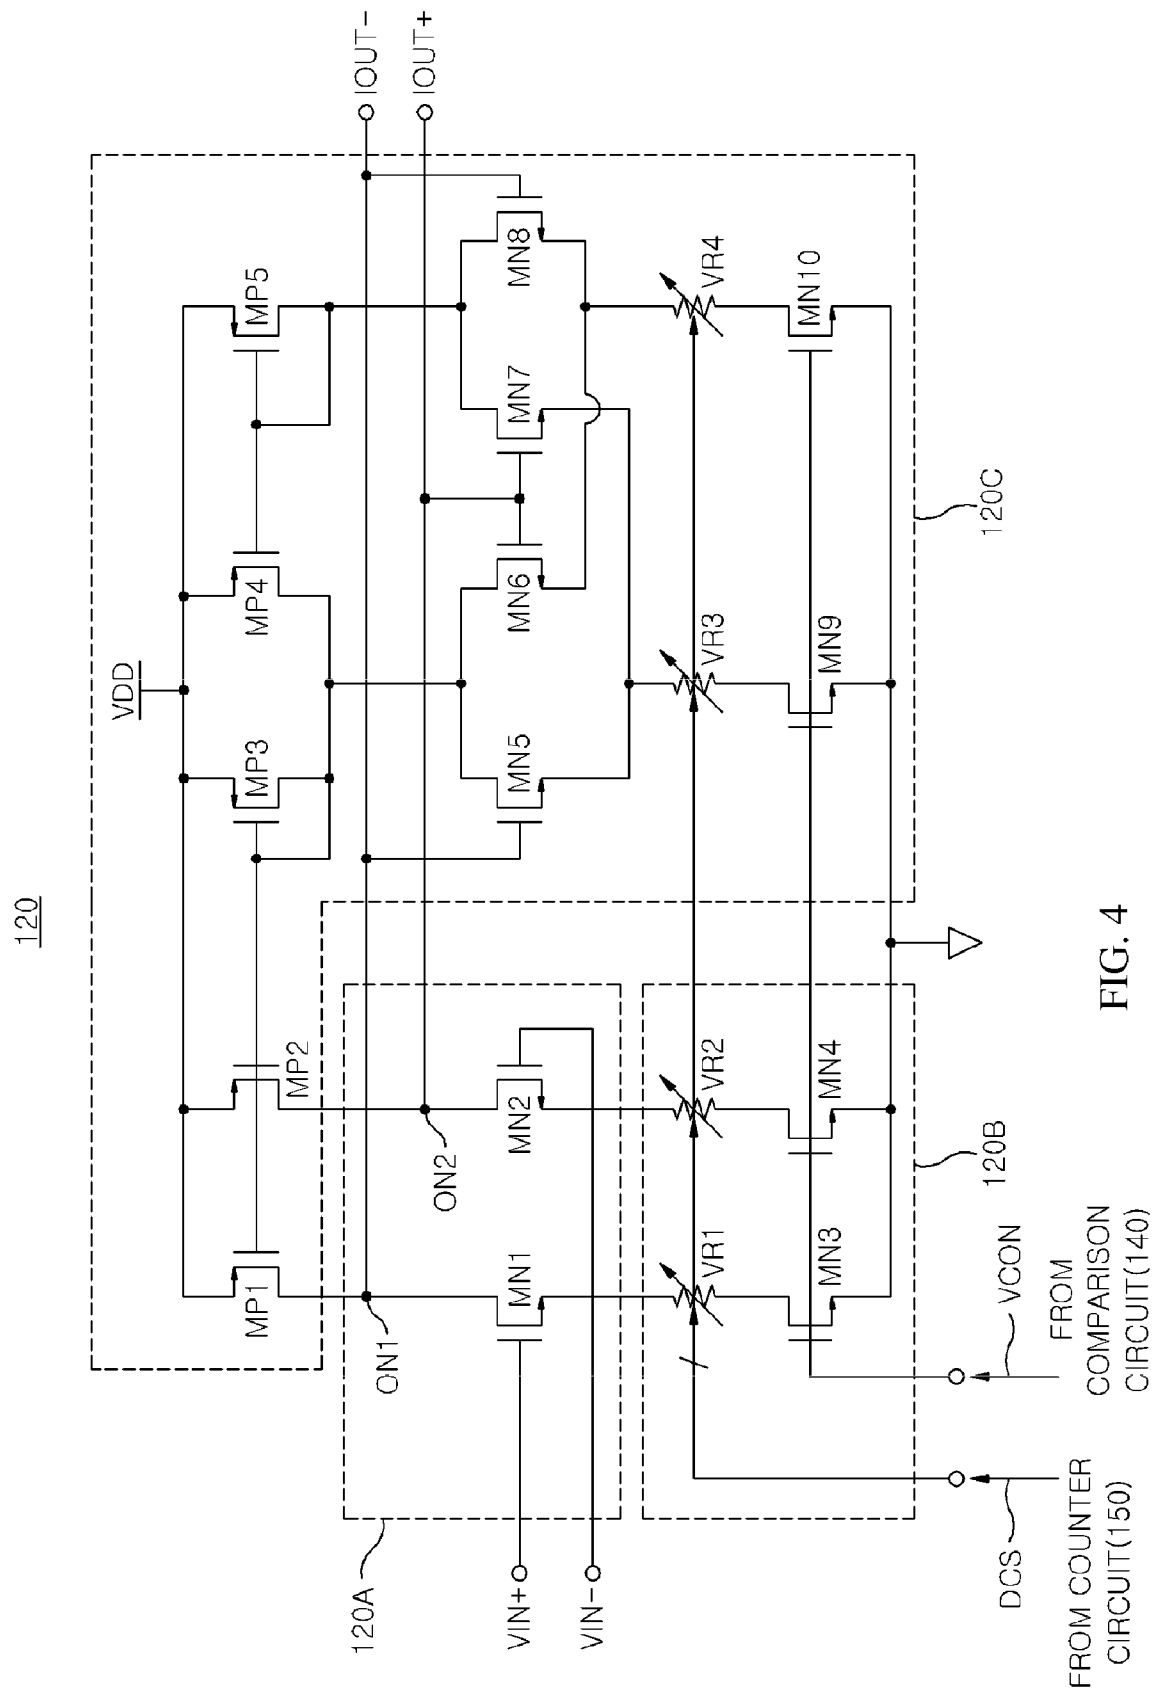 120
VDD
MP1
MP2
MP3
MP4
MP5
IOUT-
IOUT+
ON1
ON2
120A
VIN+
VIN-
MN1
MN2
MN5
MN6
MN7
MN8
VR1
VR2
VR3
VR4
MN3
MN4
MN9
MN10
120B
120C
DCS
FROM COUNTER
CIRCUIT(150)
VCON
FROM
COMPARISON
CIRCUIT(140)
FIG. 4